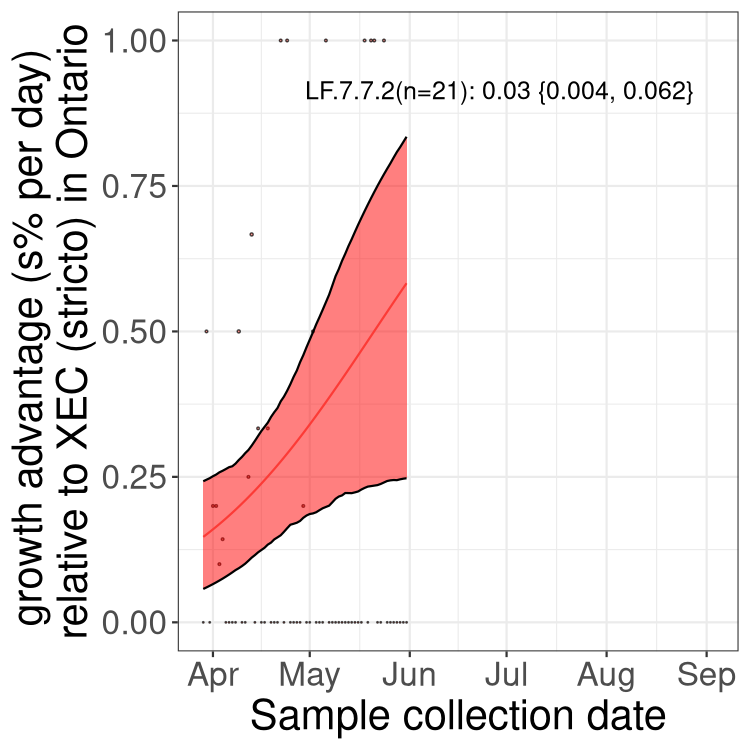 growth advantage (s% per day)
relative to XEC (stricto) in Ontario
1.00
0.75
0.50
0.25
0.00
LF.7.7.2(n=21): 0.03 {0.004, 0.062}
Apr May Jun Jul Aug Sep
Sample collection date